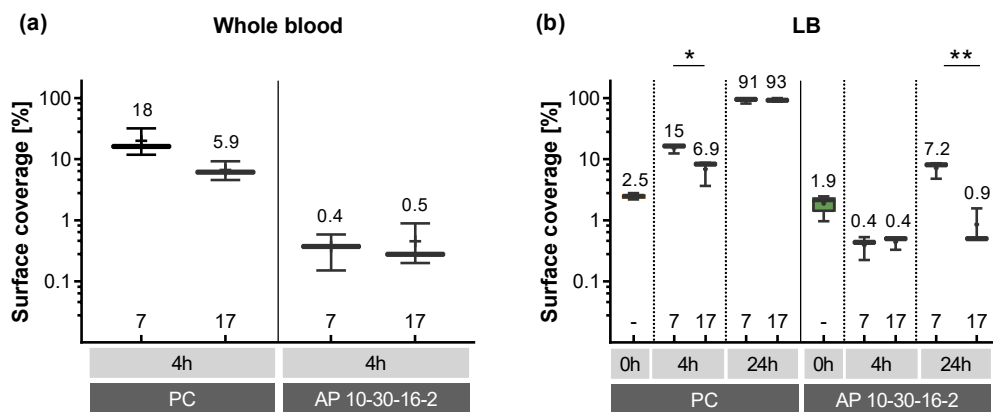 (a) Whole blood
Surface coverage [%]
100
10
1
0.1
18
5.9
0.4
0.5
7 17 7 17
4h 4h
PC AP 10-30-16-2
(b) LB
Surface coverage [%]
100
10
1
0.1
* **
2.5
15
6.9
91 93
1.9
0.4 0.4
7.2
0.9
- 7 17 7 17 - 7 17 7 17
0h 4h 24h 0h 4h 24h
PC AP 10-30-16-2